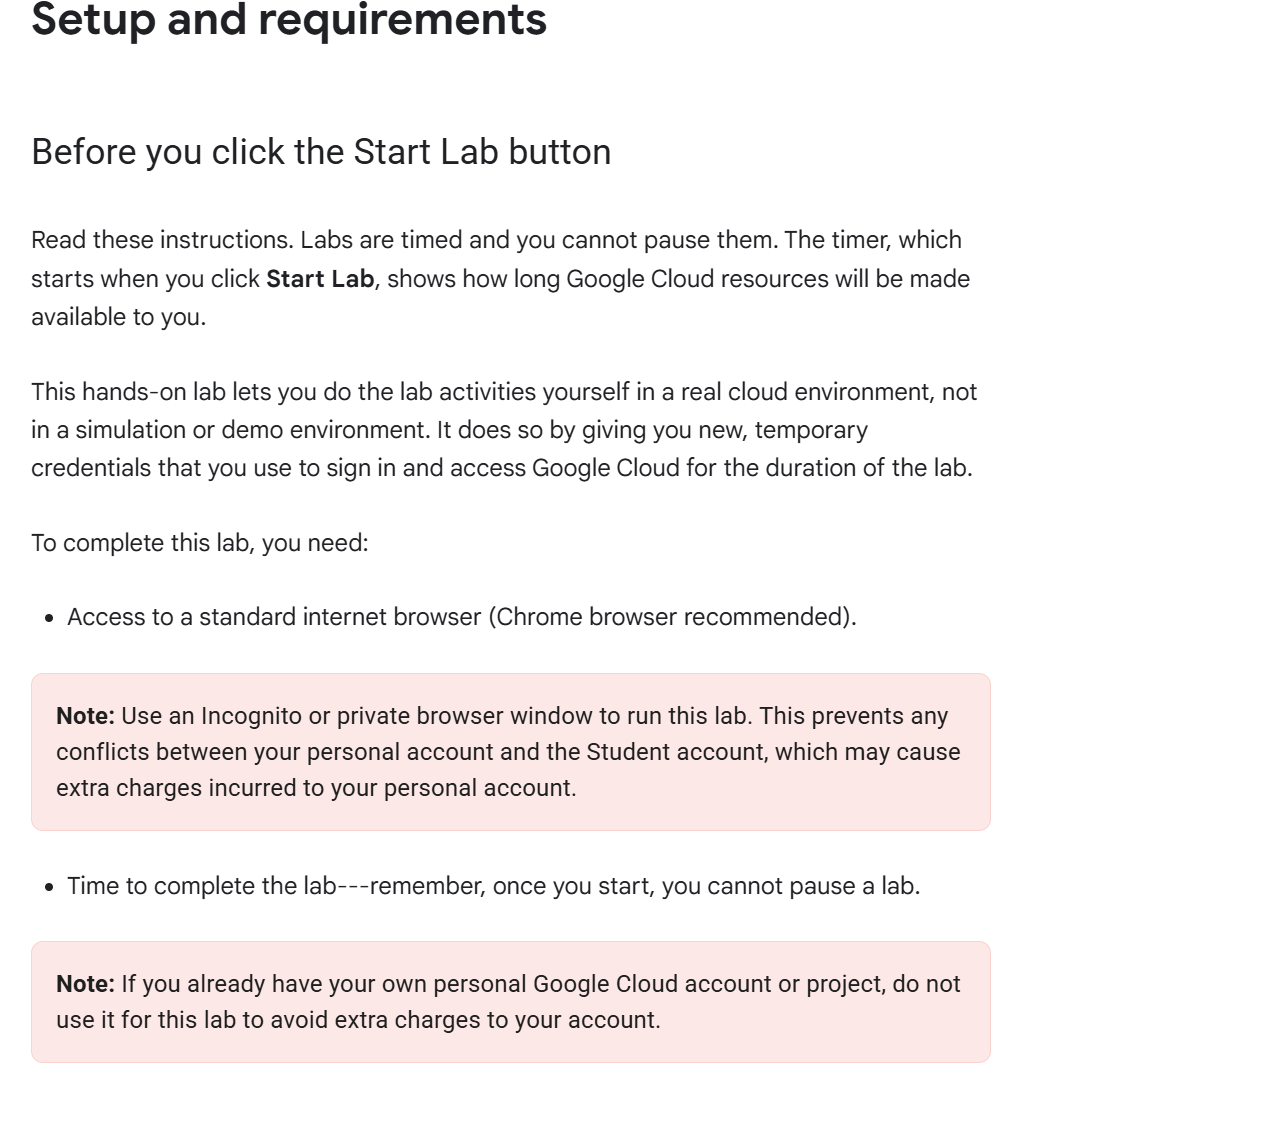 Setup and requirements
Before you click the Start Lab button
Read these instructions. Labs are timed and you cannot pause them. The timer, which
starts when you click Start Lab, shows how long Google Cloud resources will be made
available to you.
This hands-on lab lets you do the lab activities yourself in a real cloud environment, not
in a simulation or demo environment. It does so by giving you new, temporary
credentials that you use to sign in and access Google Cloud for the duration of the lab.
To complete this lab, you need:
• Access to a standard internet browser (Chrome browser recommended).
Note: Use an Incognito or private browser window to run this lab. This prevents any
conflicts between your personal account and the Student account, which may cause
extra charges incurred to your personal account.
• Time to complete the lab---remember, once you start, you cannot pause a lab.
Note: If you already have your own personal Google Cloud account or project, do not
use it for this lab to avoid extra charges to your account.